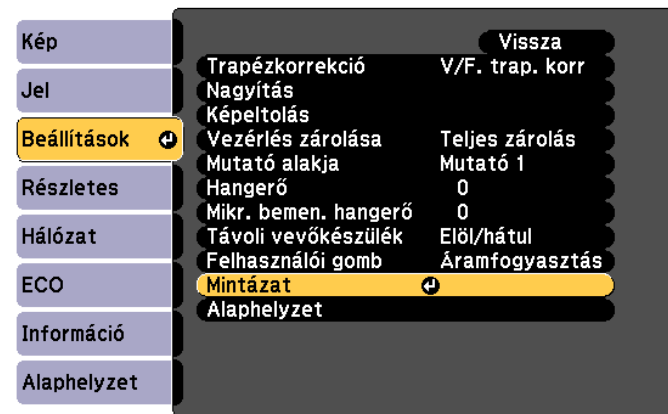 Kép
Jel
Beállítások
Részletes
Hálózat
ECO
Információ
Alaphelyzet
Vissza
Trapézkorrekció V/F. trap. korr
Nagyítás
Képeltolás
Vezérlés zárolása Teljes zárolás
Mutató alakja Mutató 1
Hangerő 0
Mikr. bemen. hangerő 0
Távoli vevőkészülék Elöl/hátul
Felhasználói gomb Áramfogyasztás
Mintázat
Alaphelyzet